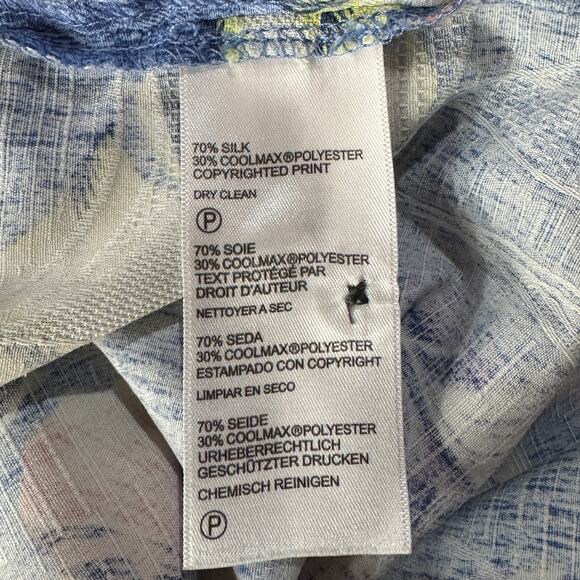 70% SILK
30% COOLMAX®POLYESTER
COPYRIGHTED PRINT
DRY CLEAN
P
70% SOIE
30% COOLMAX®POLYESTER
TEXT PROTÉGÉ PAR
DROIT D'AUTEUR
NETTOYER A SEC
70% SEDA
30% COOLMAX®POLYESTER
ESTAMPADO CON COPYRIGHT
LIMPIAR EN SECO
70% SEIDE
30% COOLMAX®POLYESTER
URHEBERRECHTLICH
GESCHÜTZTER DRUCKEN
CHEMISCH REINIGEN
P